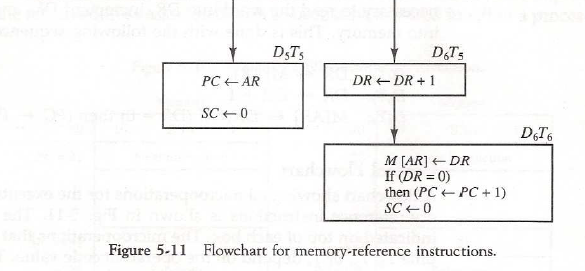 D5T5
PC ← AR
SC ← 0
D6T5
DR ← DR + 1
D6T6
M [AR] ← DR
If (DR = 0)
then (PC ← PC + 1)
SC ← 0
Figure 5-11 Flowchart for memory-reference instructions.